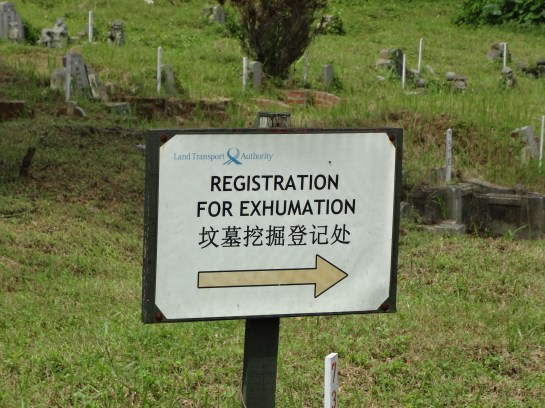 Land Transport Authority
REGISTRATION
FOR EXHUMATION
坟墓挖掘登记处